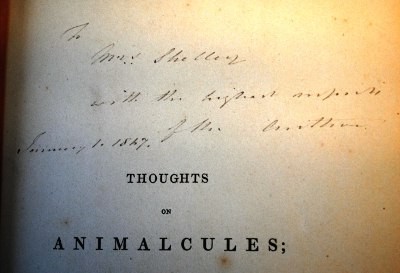 To
Mrs. Shelley
with the highest respects
of the Author
January 1. 1847.
THOUGHTS
ON
ANIMALCULES;